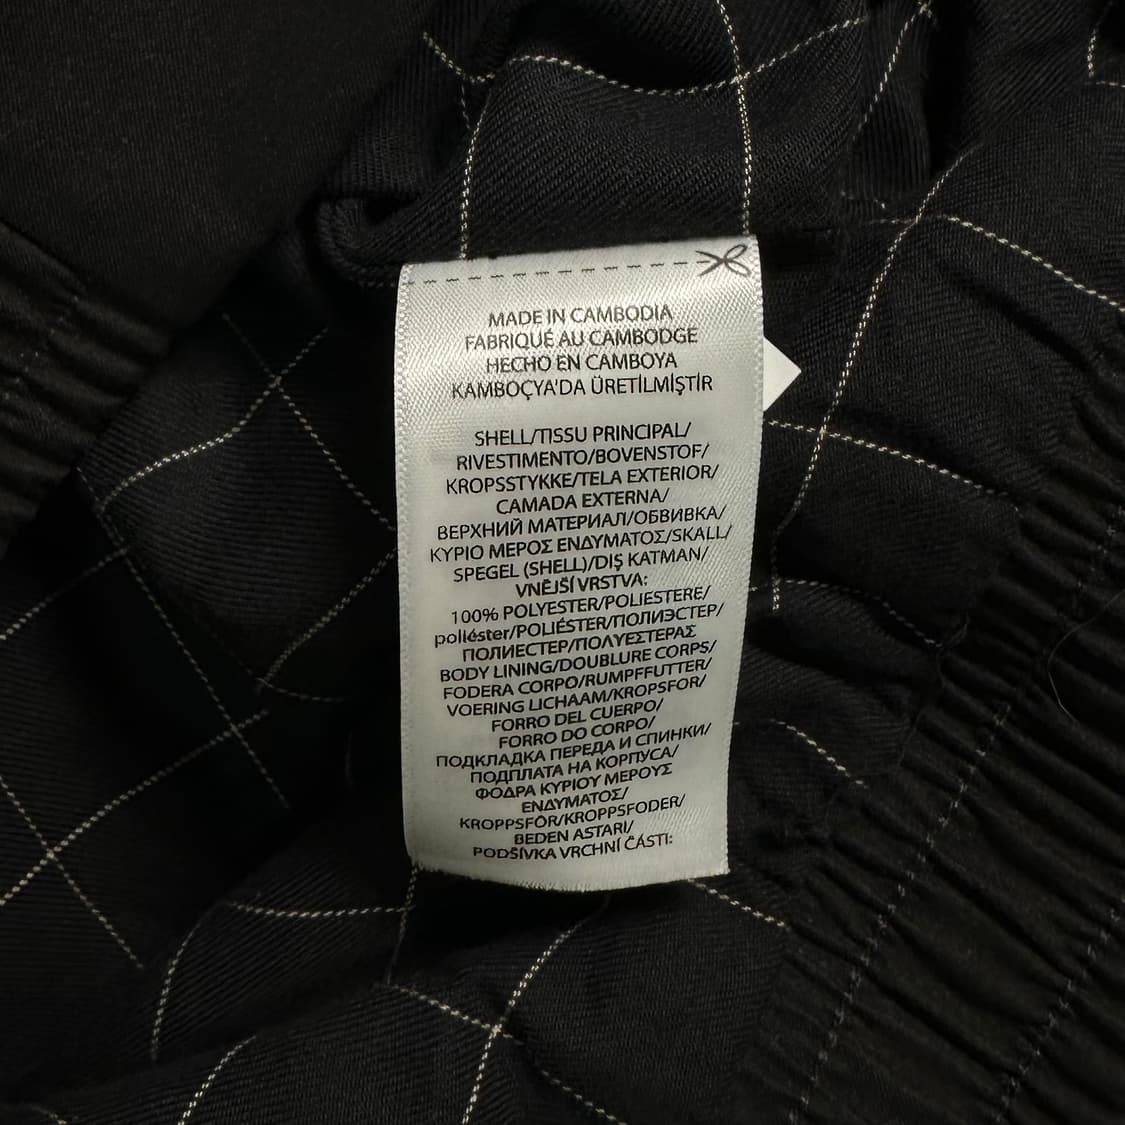 MADE IN CAMBODIA
FABRIQUÉ AU CAMBODGE
HECHO EN CAMBOYA
KAMBOÇYA'DA ÜRETİLMİŞTİR
SHELL/TISSU PRINCIPAL/
RIVESTIMENTO/BOVENSTOF/
KROPSSTYKKE/TELA EXTERIOR/
CAMADA EXTERNA/
ВЕРХНИЙ МАТЕРИАЛ/ОБВИВКА/
ΚΥΡΙΟ ΜΕΡΟΣ ΕΝΔΥΜΑΤΟΣ/SKALL/
SPEGEL (SHELL)/DIŞ KATMAN/
VNĚJŠÍ VRSTVA:
100% POLYESTER/POLIESTERE/
poliéster/POLIÉSTER/ПОЛИЭСТЕР/
ПОЛИЕСТЕР/ΠΟΛΥΕΣΤΕΡΑΣ
BODY LINING/DOUBLURE CORPS/
FODERA CORPO/RUMPFFUTTER/
VOERING LICHAAM/KROPSFOR/
FORRO DEL CUERPO/
FORRO DO CORPO/
ПОДКЛАДКА ПЕРЕДА И СПИНКИ/
ПОДПЛАТА НА КОРПУСА/
ΦΟΔΡΑ ΚΥΡΙΟΥ ΜΕΡΟΥΣ
ΕΝΔΥΜΑΤΟΣ/
KROPPSFÔR/KROPPSFODER/
BEDEN ASTARI/
PODŠÍVKA VRCHNÍ ČÁSTI: